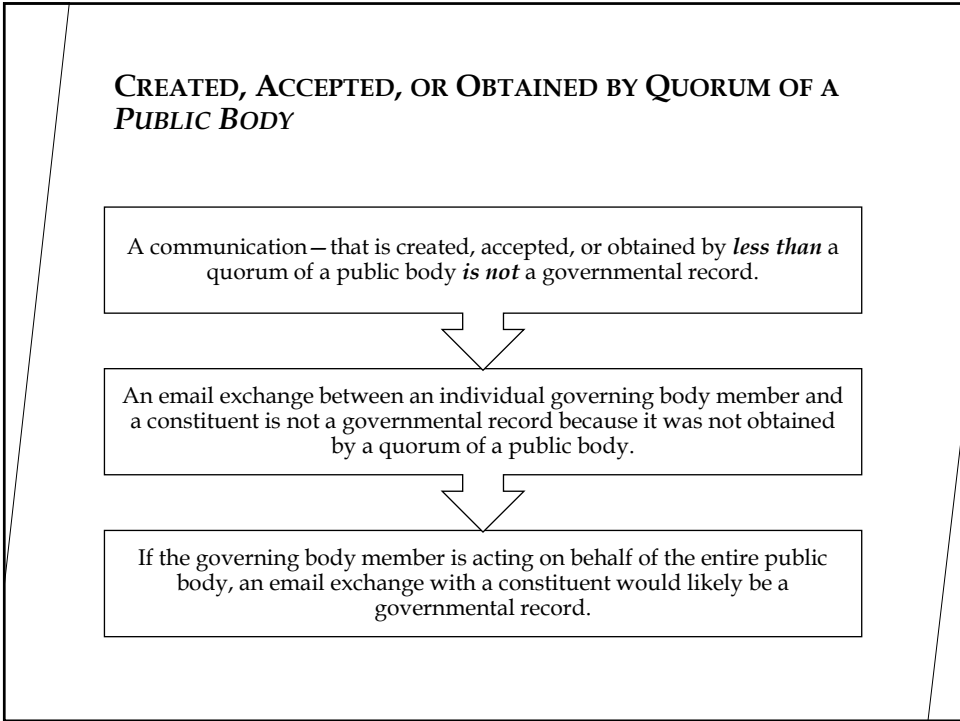 CREATED, ACCEPTED, OR OBTAINED BY QUORUM OF A
PUBLIC BODY
A communication—that is created, accepted, or obtained by less than a
quorum of a public body is not a governmental record.
An email exchange between an individual governing body member and
a constituent is not a governmental record because it was not obtained
by a quorum of a public body.
If the governing body member is acting on behalf of the entire public
body, an email exchange with a constituent would likely be a
governmental record.